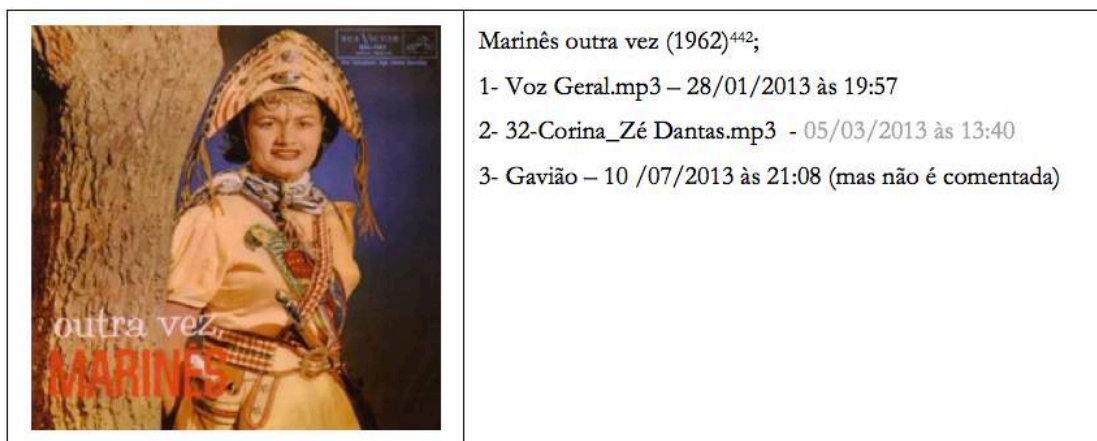 RCA VICTOR
outra vez,
MARINÊS
Marinês outra vez (1962)⁴⁴²;
1- Voz Geral.mp3 – 28/01/2013 às 19:57
2- 32-Corina_Zé Dantas.mp3 - 05/03/2013 às 13:40
3- Gavião – 10 /07/2013 às 21:08 (mas não é comentada)